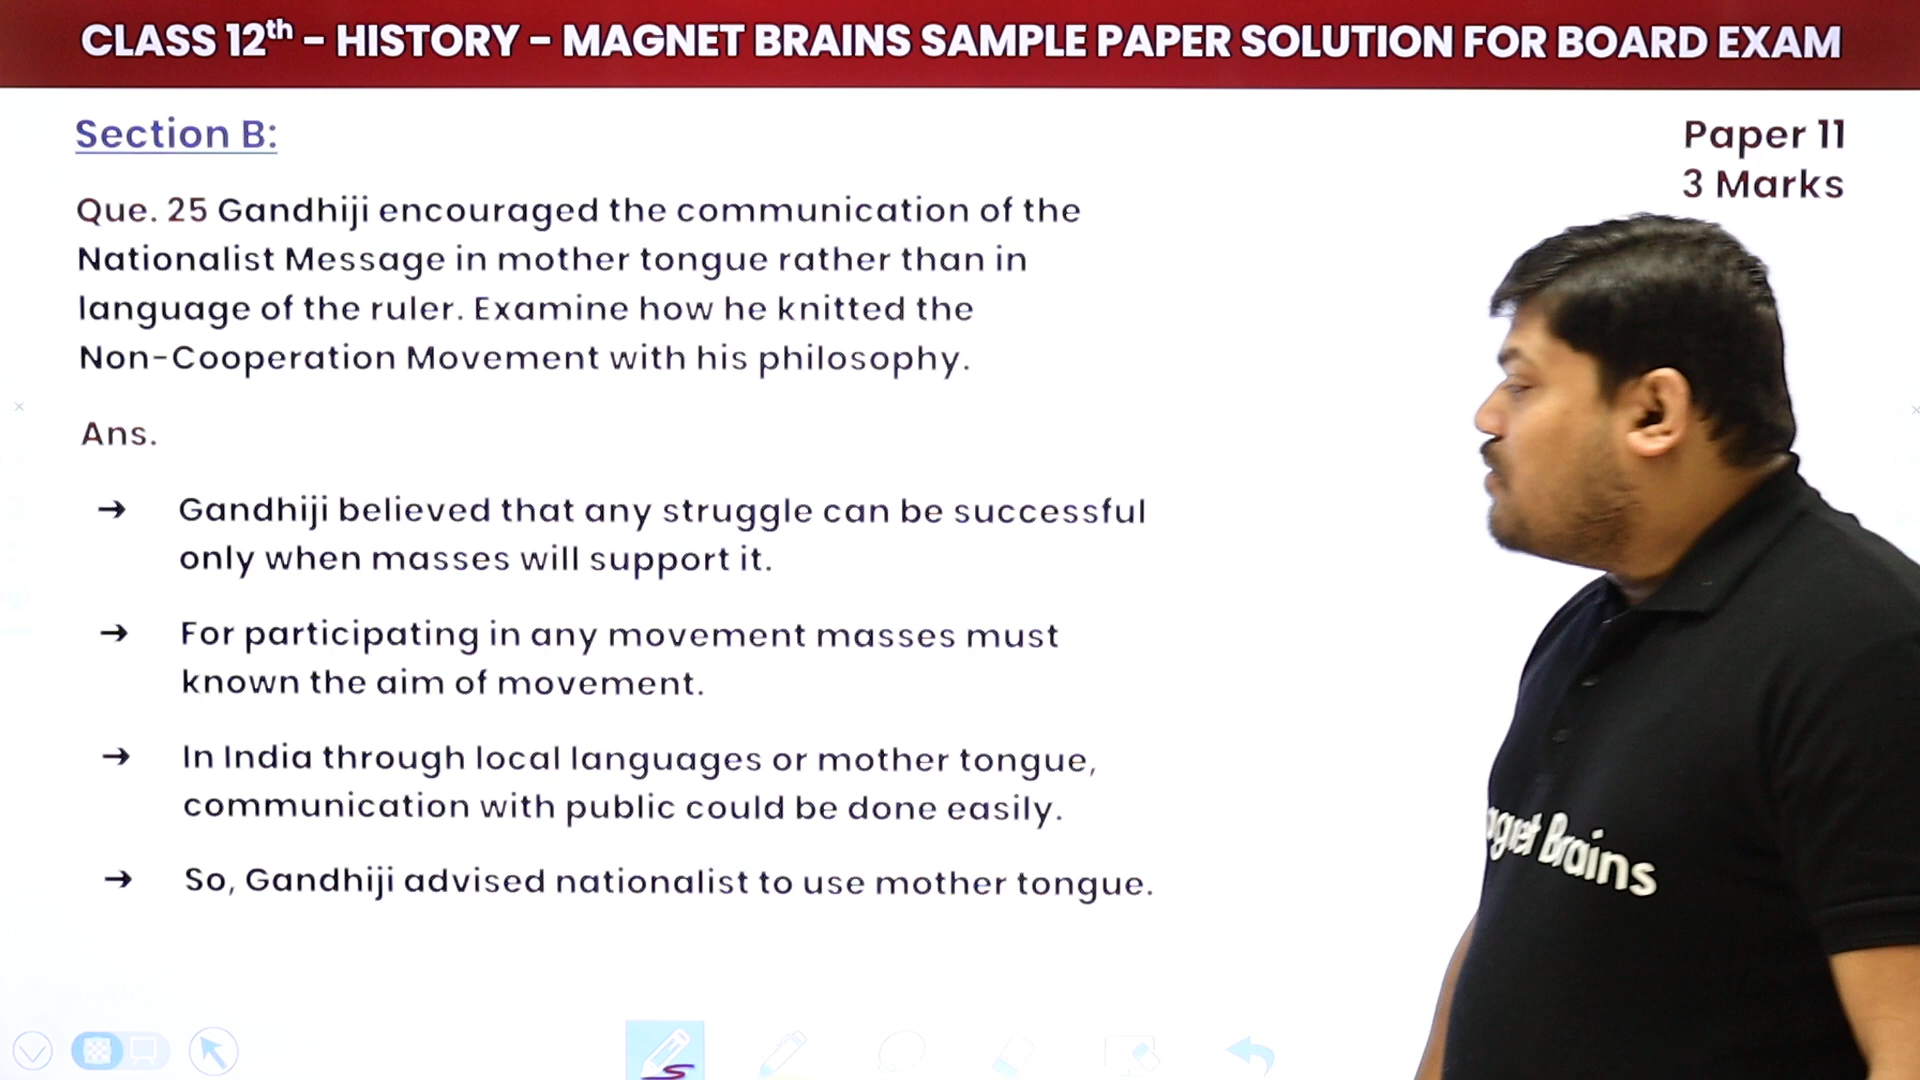 CLASS 12th – HISTORY – MAGNET BRAINS SAMPLE PAPER SOLUTION FOR BOARD EXAM
Section B:
Paper 11
3 Marks
Que. 25 Gandhiji encouraged the communication of the
Nationalist Message in mother tongue rather than in
language of the ruler. Examine how he knitted the
Non-Cooperation Movement with his philosophy.
Ans.
→ Gandhiji believed that any struggle can be successful
only when masses will support it.
→ For participating in any movement masses must
known the aim of movement.
→ In India through local languages or mother tongue,
communication with public could be done easily.
→ So, Gandhiji advised nationalist to use mother tongue.
Brains